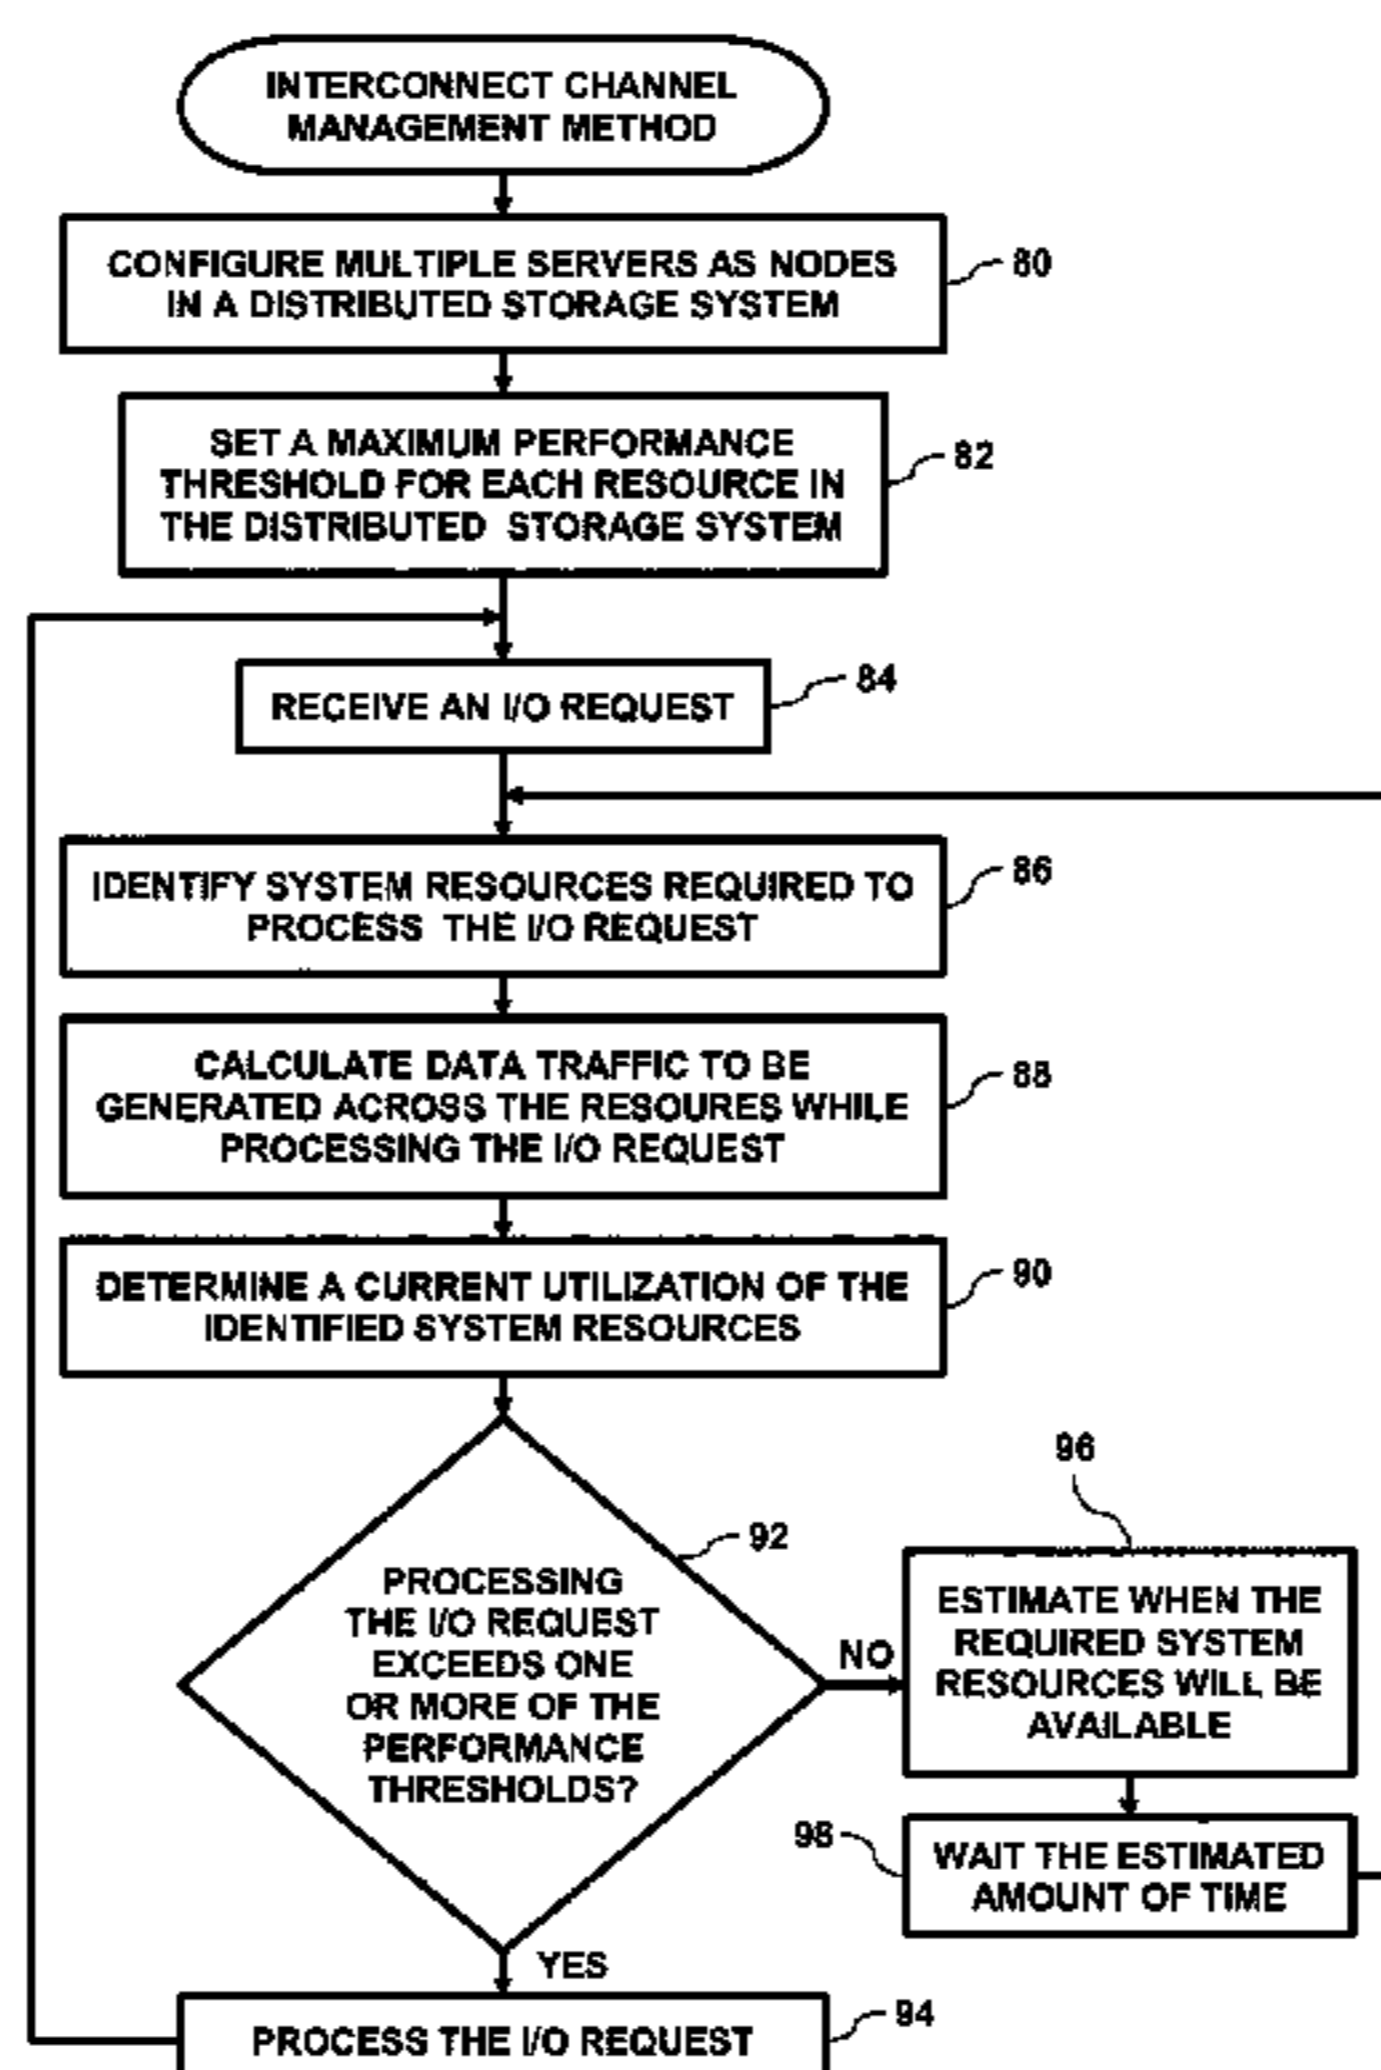 INTERCONNECT CHANNEL
MANAGEMENT METHOD
CONFIGURE MULTIPLE SERVERS AS NODES
IN A DISTRIBUTED STORAGE SYSTEM
80
SET A MAXIMUM PERFORMANCE
THRESHOLD FOR EACH RESOURCE IN
THE DISTRIBUTED STORAGE SYSTEM
82
RECEIVE AN I/O REQUEST
84
IDENTIFY SYSTEM RESOURCES REQUIRED TO
PROCESS THE I/O REQUEST
86
CALCULATE DATA TRAFFIC TO BE
GENERATED ACROSS THE RESOURES WHILE
PROCESSING THE I/O REQUEST
88
DETERMINE A CURRENT UTILIZATION OF THE
IDENTIFIED SYSTEM RESOURCES
90
PROCESSING
THE I/O REQUEST
EXCEEDS ONE
OR MORE OF THE
PERFORMANCE
THRESHOLDS?
92
NO
96
ESTIMATE WHEN THE
REQUIRED SYSTEM
RESOURCES WILL BE
AVAILABLE
98
WAIT THE ESTIMATED
AMOUNT OF TIME
YES
PROCESS THE I/O REQUEST
94